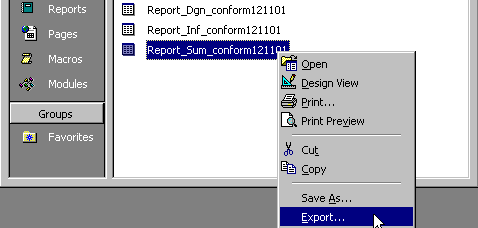 Reports
Pages
Macros
Modules
Groups
Favorites
Report_Dgn_conform121101
Report_Inf_conform121101
Report_Sum_conform121101
Open
Design View
Print...
Print Preview
Cut
Copy
Save As...
Export...